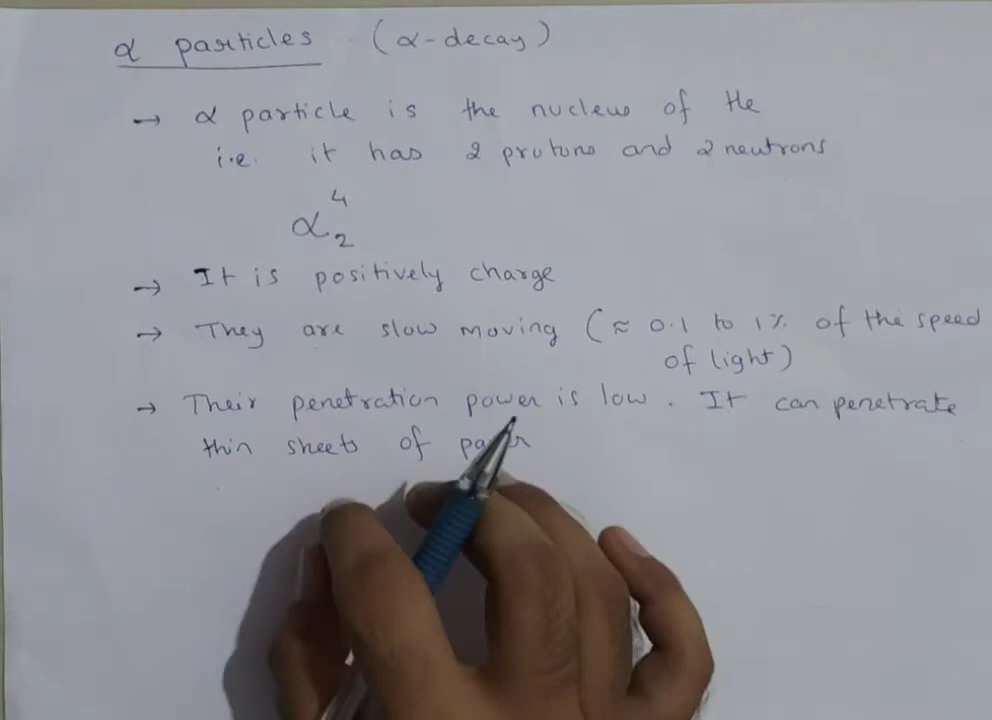 α particles (α-decay)
→ α particle is the nucleus of He
i.e. it has 2 protons and 2 neutrons
α₂⁴
→ It is positively charge
→ They are slow moving (≈ 0.1 to 1% of the speed
of light)
→ Their penetration power is low. It can penetrate
thin sheets of